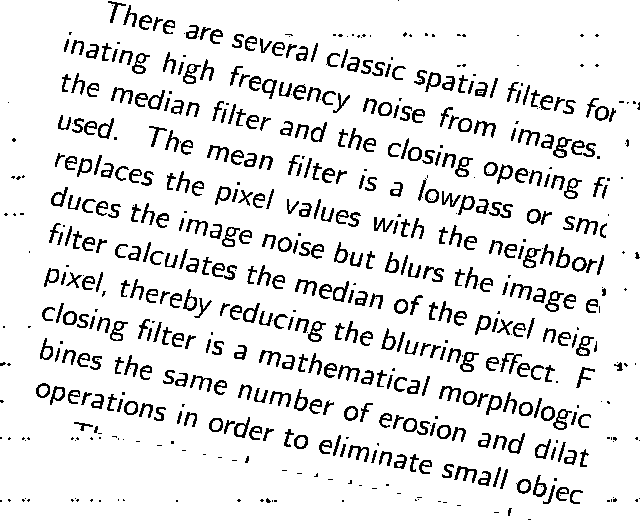 There are several classic spatial filters for
inating high frequency noise from images.
the median filter and the closing opening fi
used. The mean filter is a lowpass or smo
replaces the pixel values with the neighborh
duces the image noise but blurs the image e
filter calculates the median of the pixel neig
pixel, thereby reducing the blurring effect. F
closing filter is a mathematical morphologic
bines the same number of erosion and dilat
operations in order to eliminate small objec